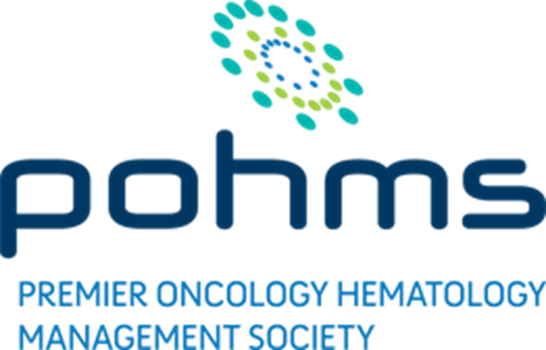 pohms
PREMIER ONCOLOGY HEMATOLOGY
MANAGEMENT SOCIETY